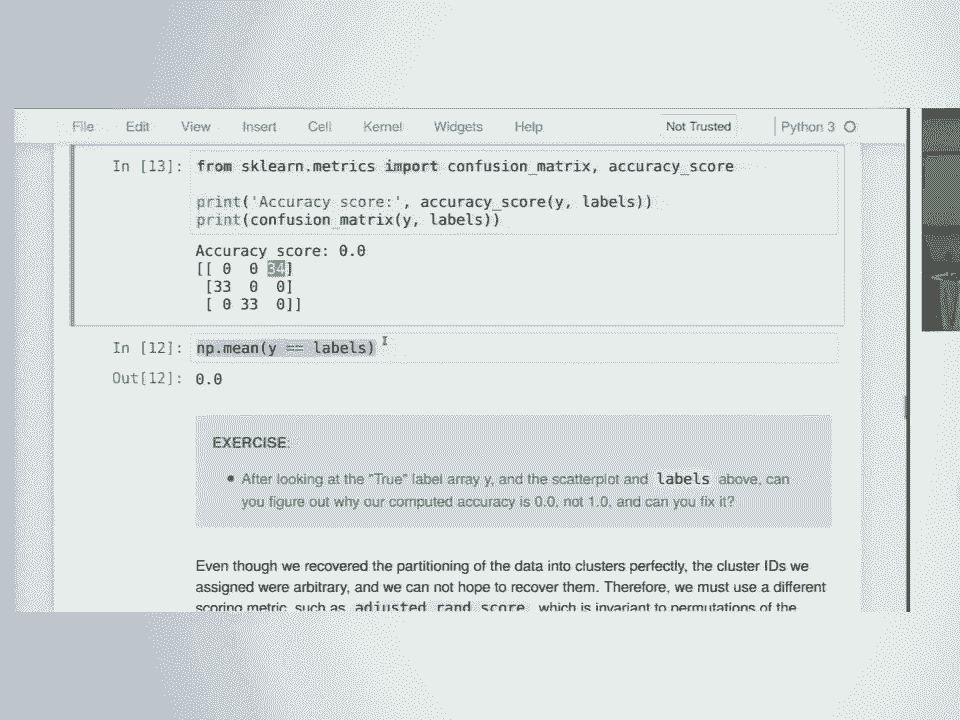 File Edit View Insert Cell Kernel Widgets Help Not Trusted Python 3
In [13]: from sklearn.metrics import confusion_matrix, accuracy_score
print('Accuracy score:', accuracy_score(y, labels))
print(confusion_matrix(y, labels))
Accuracy score: 0.0
[[ 0 0 34]
[33 0 0]
[ 0 33 0]]
In [12]: np.mean(y == labels)
Out[12]: 0.0
EXERCISE:
• After looking at the "True" label array y, and the scatterplot and labels above, can
you figure out why our computed accuracy is 0.0, not 1.0, and can you fix it?
Even though we recovered the partitioning of the data into clusters perfectly, the cluster IDs we
assigned were arbitrary, and we can not hope to recover them. Therefore, we must use a different
scoring metric, such as adjusted_rand_score, which is invariant to permutations of the